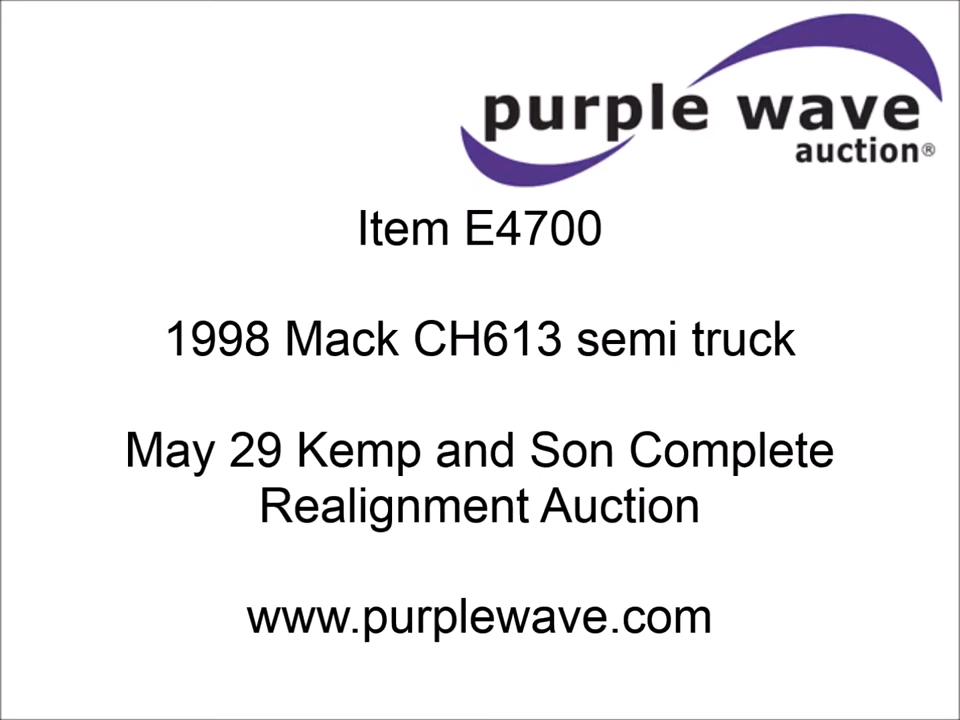 purple wave
auction®
Item E4700
1998 Mack CH613 semi truck
May 29 Kemp and Son Complete
Realignment Auction
www.purplewave.com